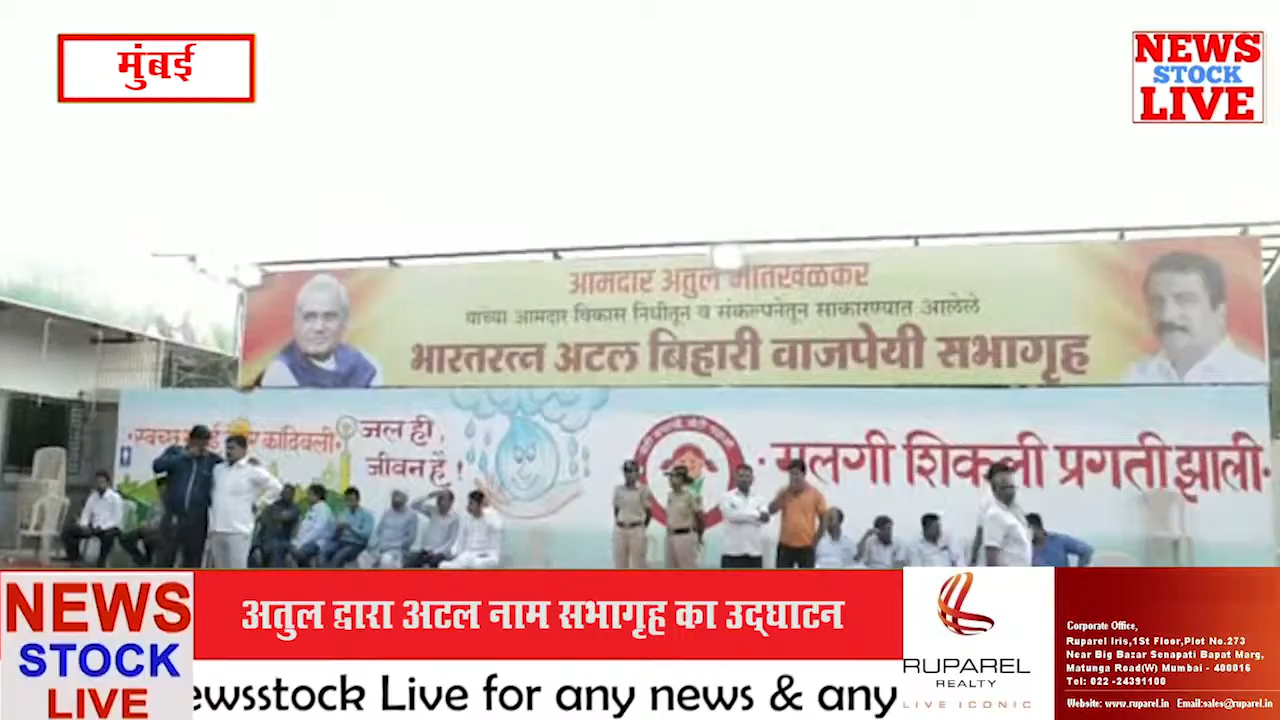 मुंबई
NEWS
STOCK
LIVE
आमदार अतुल भातखळकर
यांच्या आमदार विकास निधीतून व संकल्पनेतून साकारण्यात आलेले
भारतरत्न अटल बिहारी वाजपेयी सभागृह
जल ही
जीवन है !
मुलगी शिकली प्रगती झाली
NEWS
STOCK
LIVE
अतुल द्वारा अटल नाम सभागृह का उद्घाटन
ewsstock Live for any news & any
RUPAREL
REALTY
LIVE ICONIC
Corporate Office,
Ruparel Iris,1St Floor,Plot No.273
Near Big Bazar Senapati Bapat Marg,
Matunga Road(W) Mumbai - 400016
Tel: 022 -24391100
Website: www.ruparel.in Email:sales@ruparel.in